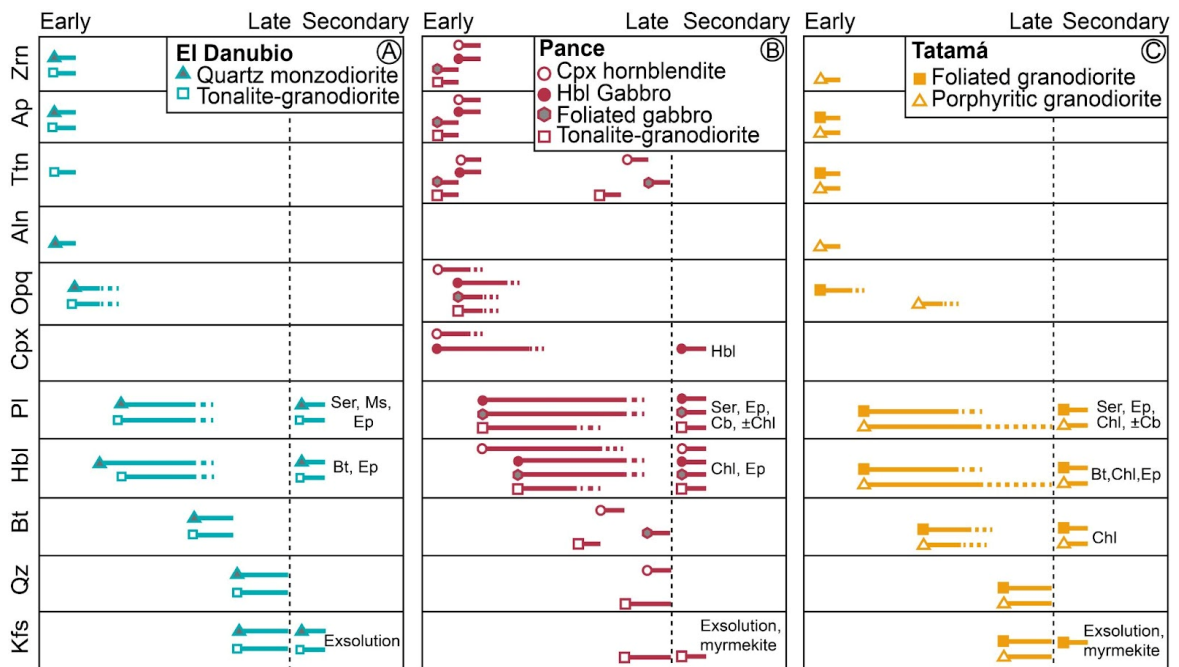 Early Late Secondary Early Late Secondary Early Late Secondary
El Danubio A
Quartz monzodiorite
Tonalite-granodiorite
Pance B
Cpx hornblendite
Hbl Gabbro
Foliated gabbro
Tonalite-granodiorite
Tatamá C
Foliated granodiorite
Porphyritic granodiorite
Zrn
Ap
Ttn
Aln
Opq
Cpx
Hbl
Pl
Ser, Ms,
Ep
Ser, Ep,
Cb, ±Chl
Ser, Ep,
Chl, ±Cb
Hbl
Bt, Ep
Chl, Ep
Bt,Chl,Ep
Bt
Chl
Qz
Kfs
Exsolution
Exsolution,
myrmekite
Exsolution,
myrmekite